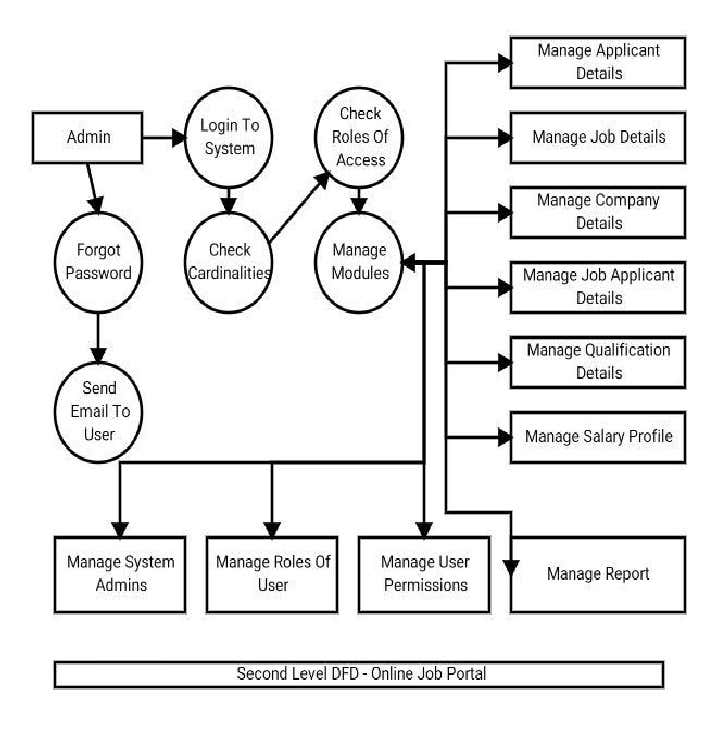 Manage Applicant
Details
Admin
Login To
System
Check
Roles Of
Access
Manage Job Details
Forgot
Password
Check
Cardinalities
Manage
Modules
Manage Company
Details
Manage Job Applicant
Details
Manage Qualification
Details
Send
Email To
User
Manage Salary Profile
Manage System
Admins
Manage Roles Of
User
Manage User
Permissions
Manage Report
Second Level DFD - Online Job Portal